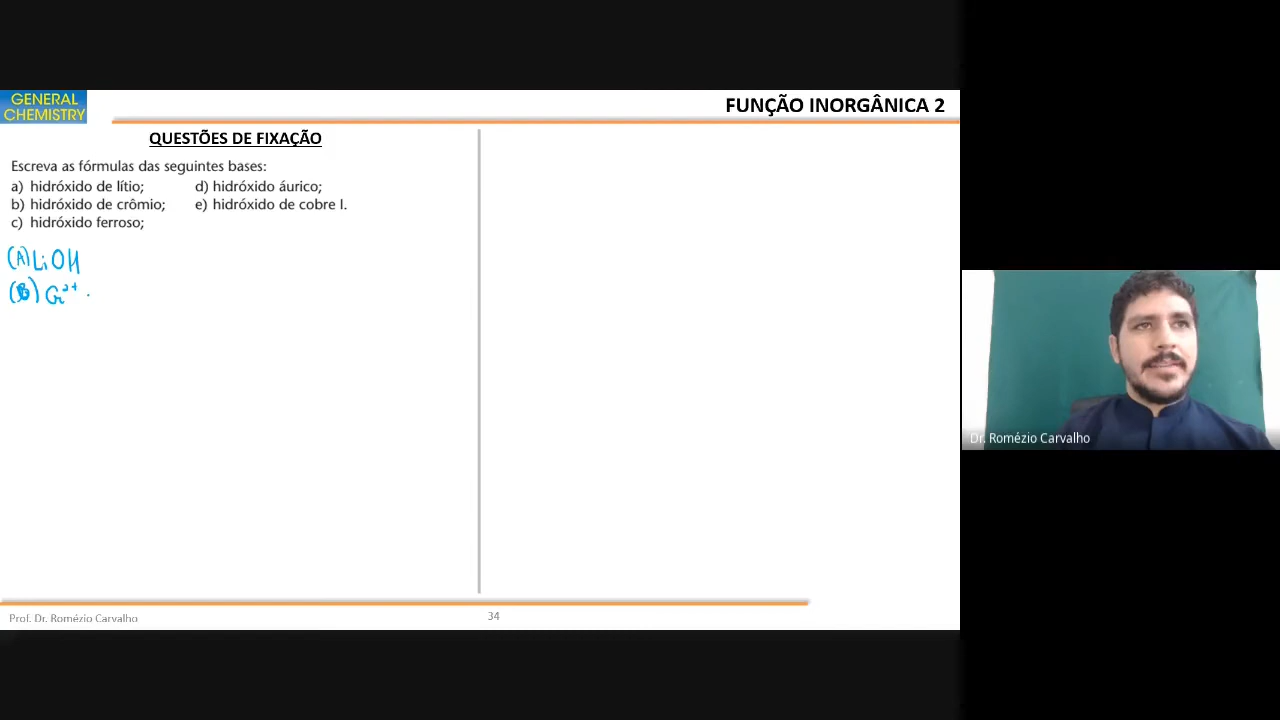 GENERAL
CHEMISTRY
FUNÇÃO INORGÂNICA 2
QUESTÕES DE FIXAÇÃO
Escreva as fórmulas das seguintes bases:
a) hidróxido de lítio; d) hidróxido áurico;
b) hidróxido de crômio; e) hidróxido de cobre I.
c) hidróxido ferroso;
(A) LiOH
(B) Cr²⁺
Dr. Romézio Carvalho
Prof. Dr. Romézio Carvalho
34